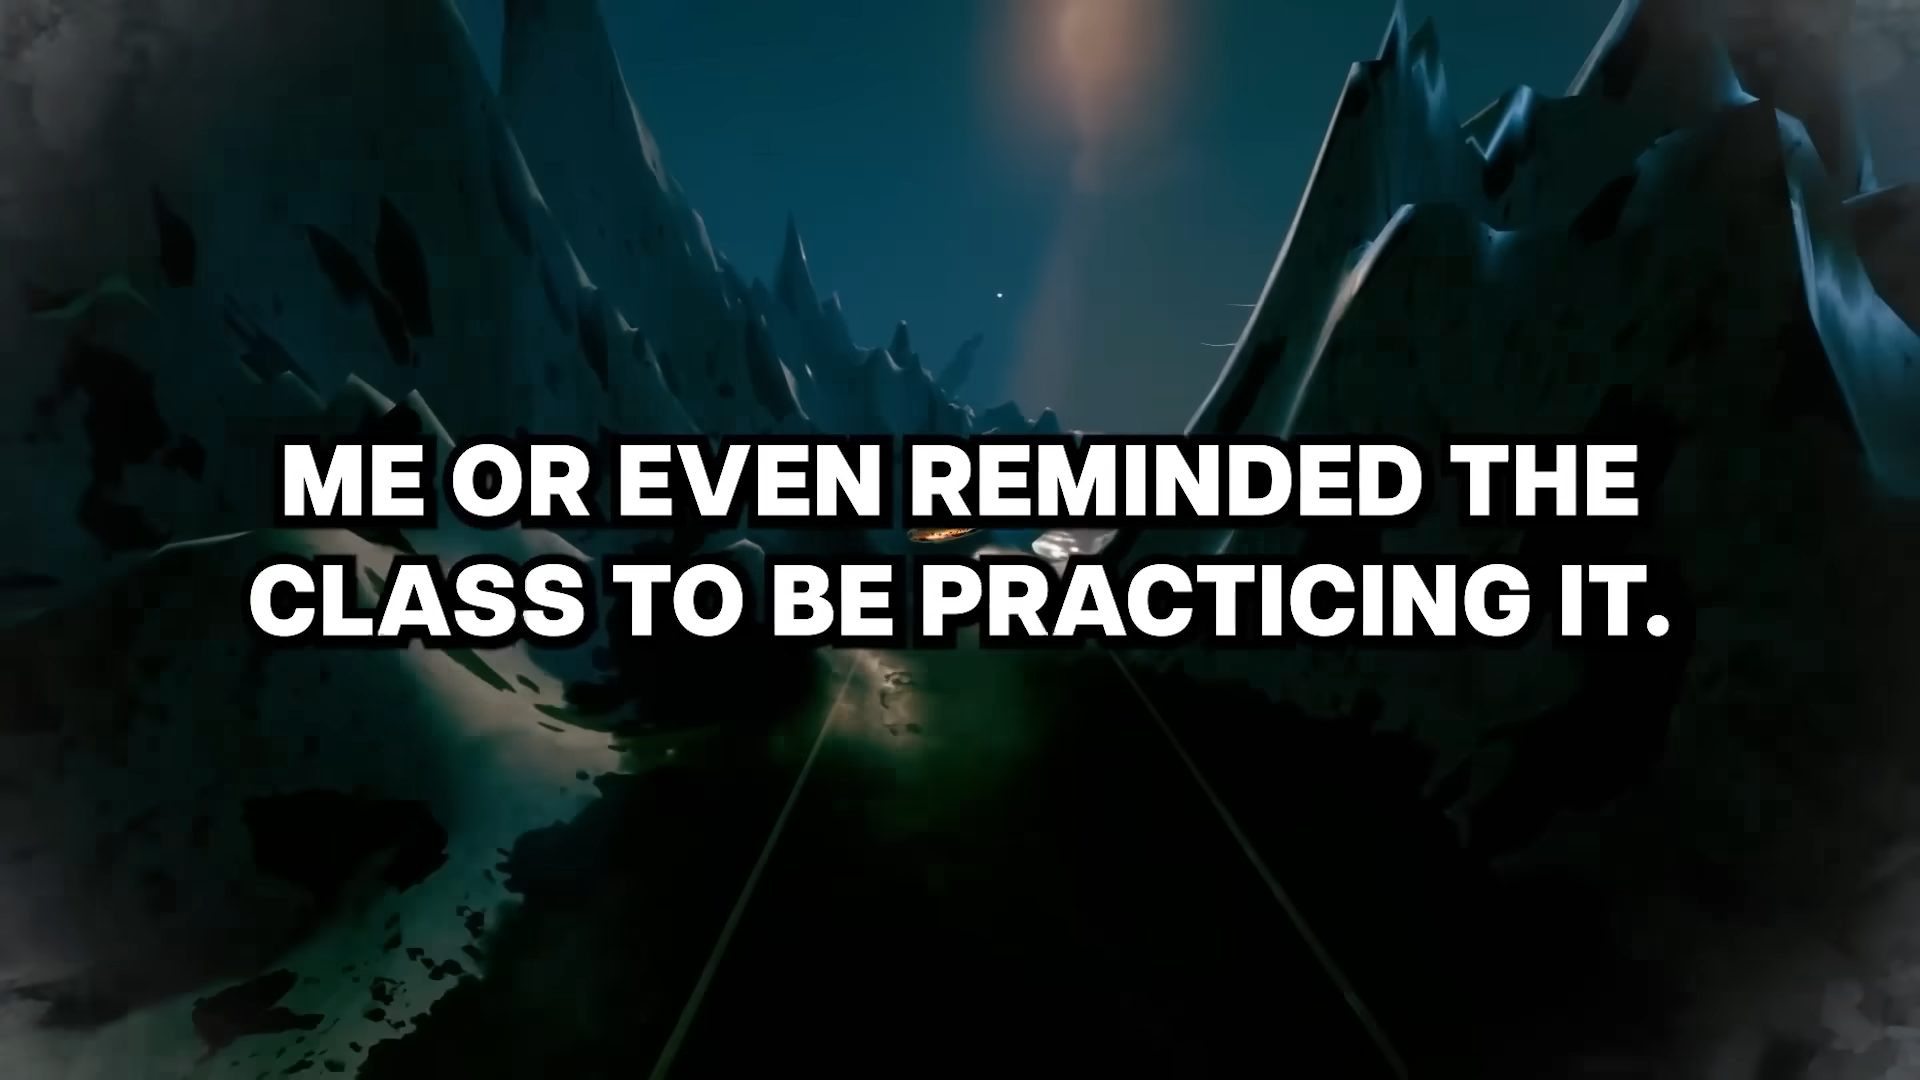 ME OR EVEN REMINDED THE
CLASS TO BE PRACTICING IT.